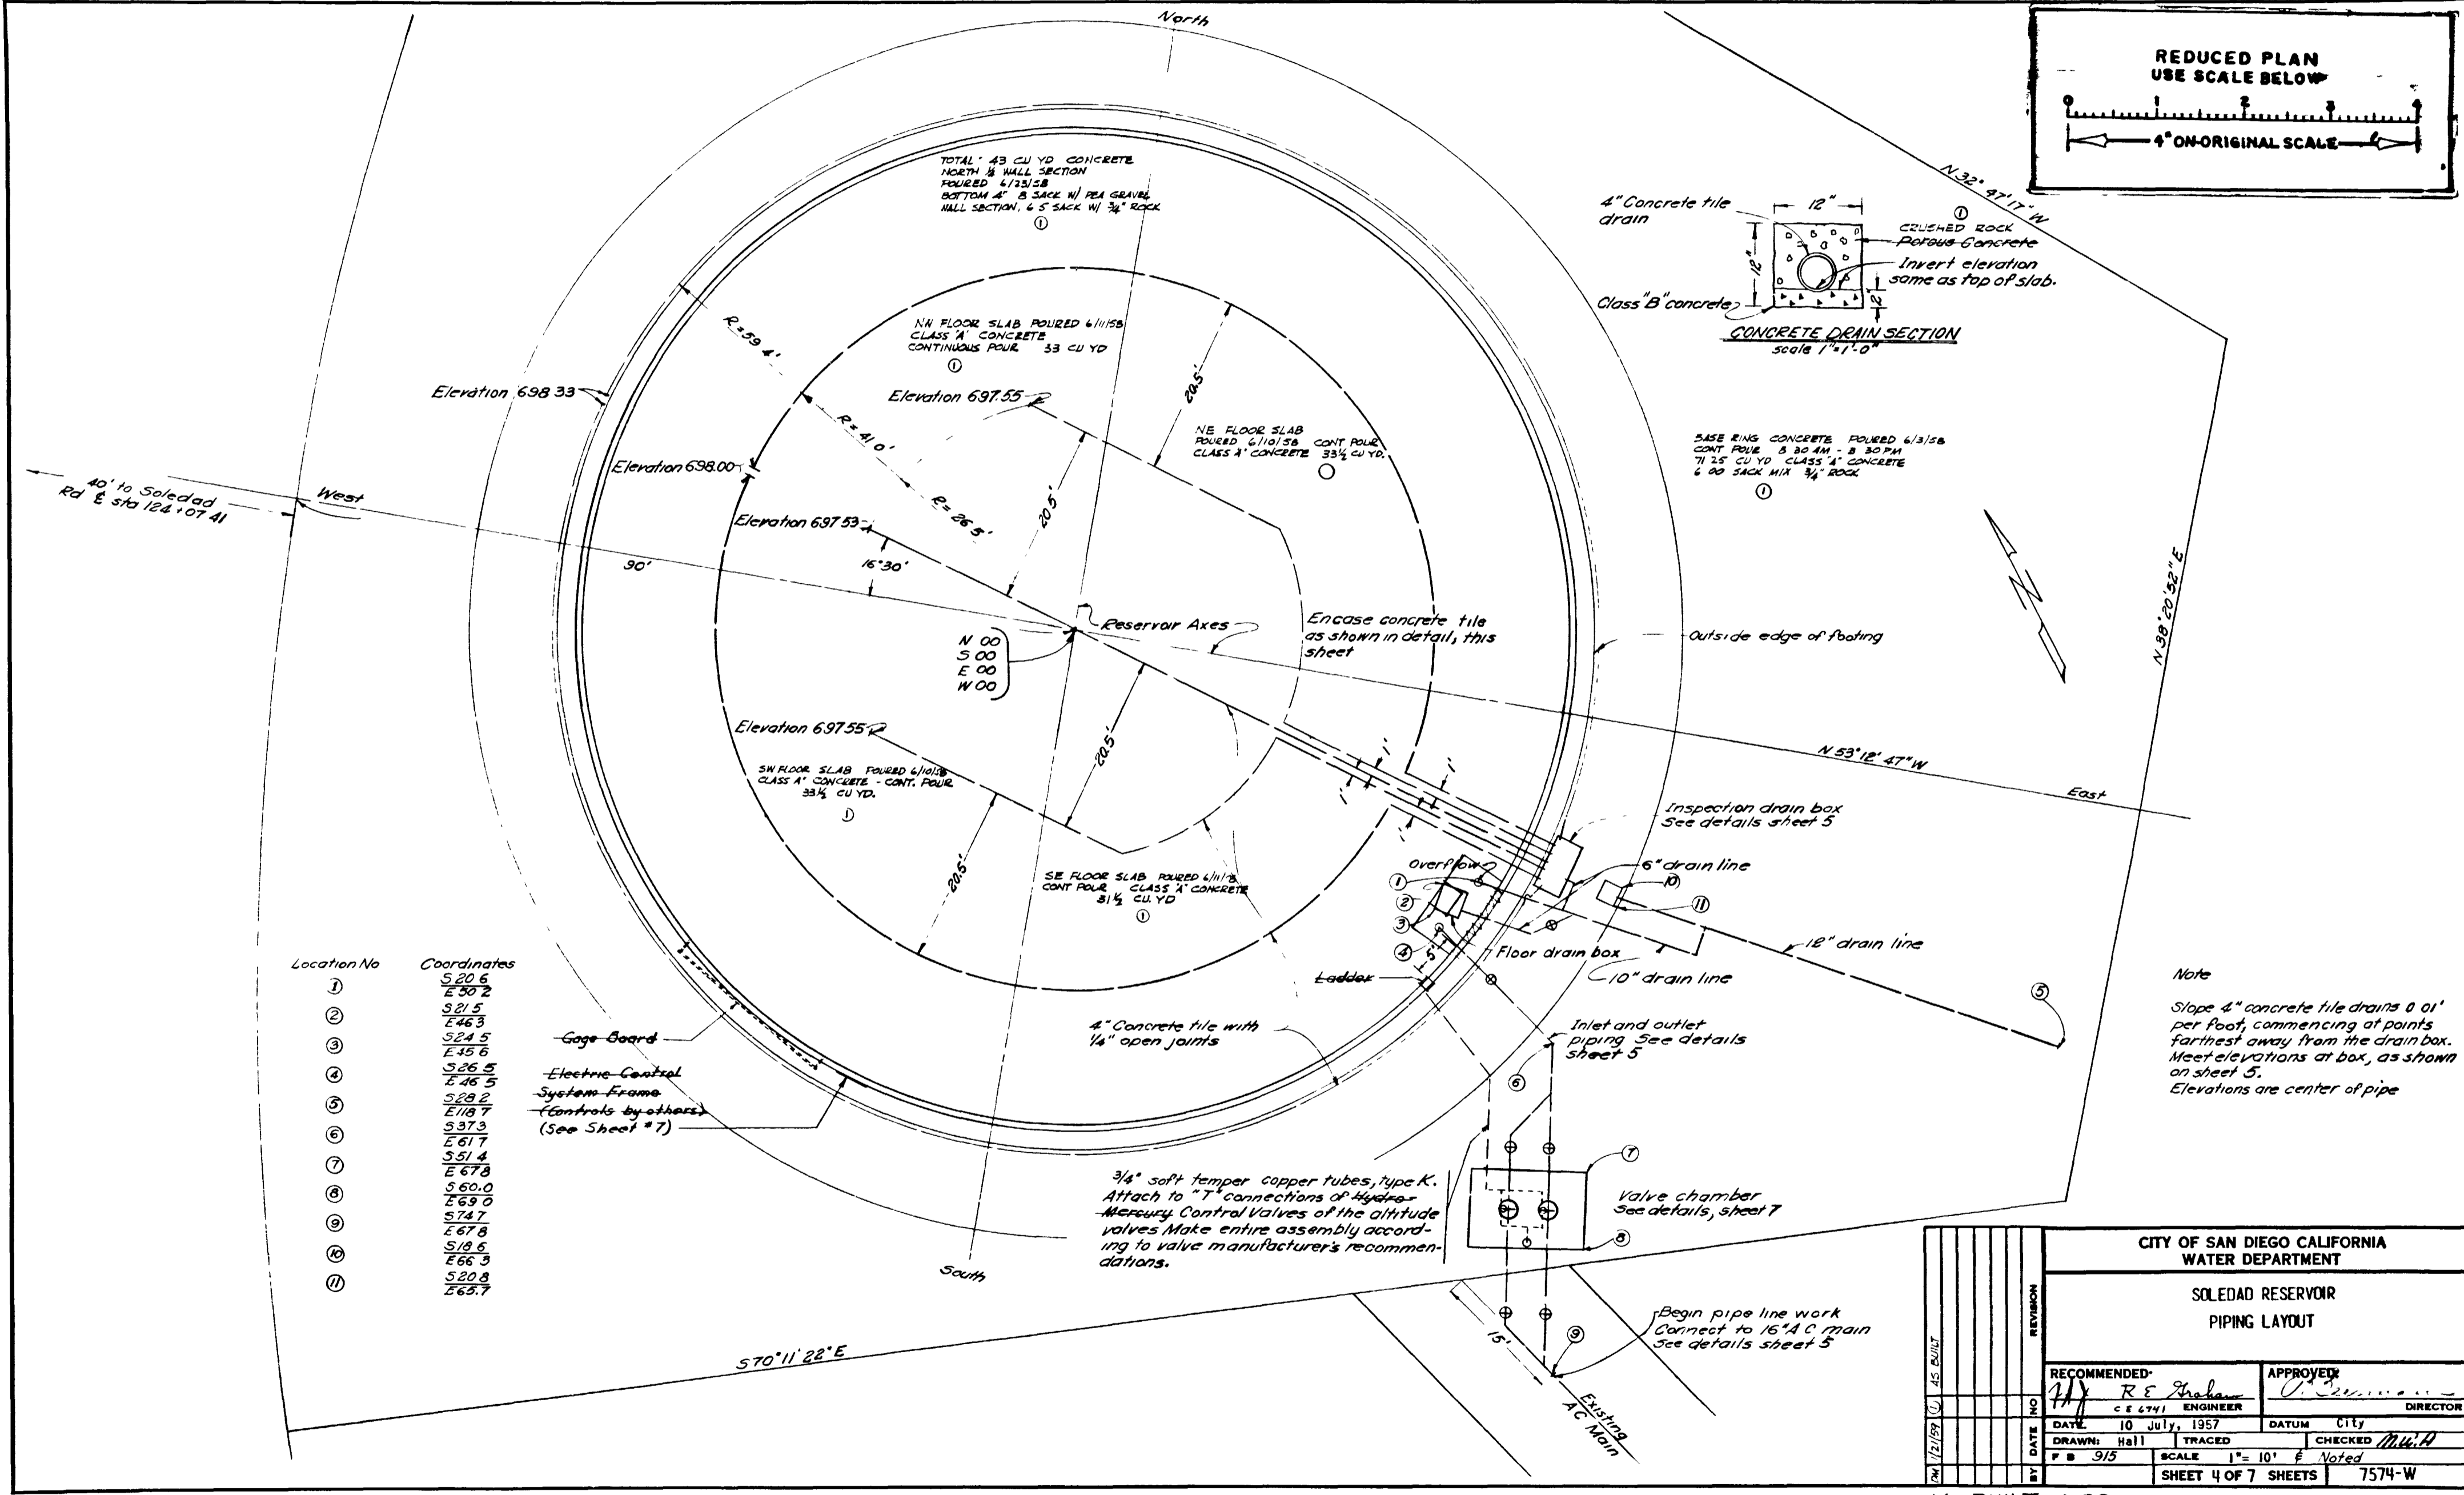 North
REDUCED PLAN
USE SCALE BELOW
0 1 2 3 4
4" ON ORIGINAL SCALE
TOTAL 43 CU YD CONCRETE
NORTH ½ WALL SECTION
POURED 6/23/58
BOTTOM 4" 8 SACK W/ PEA GRAVEL
WALL SECTION, 6 5 SACK W/ ¾" ROCK
①
4" Concrete tile
drain
12"
12"
2"
①
CRUSHED ROCK
Porous Concrete
Invert elevation
same as top of slab.
Class "B" concrete
CONCRETE DRAIN SECTION
scale 1"=1'-0"
N 32° 47' 17" W
R=59 4'
NW FLOOR SLAB POURED 6/11/58
CLASS 'A' CONCRETE
CONTINUOUS POUR 33 CU YD
①
Elevation 698 33
Elevation 697.55
R= 41 0'
20.5'
NE FLOOR SLAB
POURED 6/10/58 CONT POUR
CLASS A' CONCRETE 33½ CU YD.
BASE RING CONCRETE POURED 6/3/58
CONT POUR 8 30 AM - 8 30 PM
71 25 CU YD CLASS 'A' CONCRETE
6 00 SACK MIX ¾" ROCK
①
Elevation 698.00
R= 26 5'
20 5'
40' to Soledad
Rd ℄ sta 124+07 41
West
Elevation 697 53
90'
16°30'
N
N 38° 20' 52" E
Reservoir Axes
N 00
S 00
E 00
W 00
Encase concrete tile
as shown in detail, this
sheet
Outside edge of footing
Elevation 697 55
20.5'
SW FLOOR SLAB POURED 6/10/58
CLASS A' CONCRETE - CONT. POUR
33½ CU YD.
①
N 53° 12' 47" W
East
1'
1'
1'
1'
1'
Inspection drain box
See details sheet 5
20.5'
SE FLOOR SLAB POURED 6/11/58
CONT POUR CLASS 'A' CONCRETE
31½ CU. YD
①
Overflow
6" drain line
①
②
③
④
⑩
⑪
5'
Floor drain box
12" drain line
Ladder
10" drain line
⑤
Location No Coordinates
① S 20 6
E 50 2
② S 21 5
E 46 3
③ S 24 5
E 45 6
④ S 26 5
E 46 5
⑤ S 28 2
E 118 7
⑥ S 37 3
E 61 7
⑦ S 51 4
E 67 8
⑧ S 60.0
E 69 0
⑨ S 74 7
E 67 8
⑩ S 18 6
E 66 3
⑪ S 20 8
E 65.7
Gage Board
Electric Control
System Frame
(Controls by others)
(See Sheet #7)
4" Concrete tile with
¼" open joints
Inlet and outlet
piping See details
sheet 5
⑥
Note
Slope 4" concrete tile drains 0 01'
per foot, commencing at points
farthest away from the drain box.
Meet elevations at box, as shown
on sheet 5.
Elevations are center of pipe
¾" soft temper copper tubes, type K.
Attach to "T" connections of Hydro-
Mercury Control Valves of the altitude
valves Make entire assembly accord-
ing to valve manufacturer's recommen-
dations.
⑦
Valve chamber
See details, sheet 7
⑧
South
15'
⑨
Begin pipe line work
Connect to 16" A C main
See details sheet 5
Existing
AC Main
S 70° 11' 22" E
CITY OF SAN DIEGO CALIFORNIA
WATER DEPARTMENT
SOLEDAD RESERVOIR
PIPING LAYOUT
RECOMMENDED:
R E Graham
C E 6741 ENGINEER
APPROVED:
DIRECTOR
DATE 10 July, 1957 DATUM City
DRAWN: Hall TRACED CHECKED M.W.A
F B 915 SCALE 1"= 10' & Noted
SHEET 4 OF 7 SHEETS 7574-W
BY DATE NO REVISION
1/21/59 ① AS BUILT